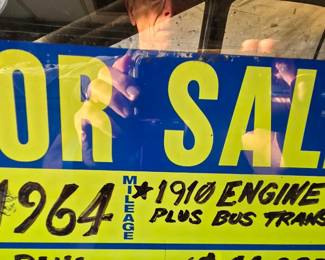 OR SAL
1964 MILEAGE *1910 ENGINE
PLUS BUS TRANS